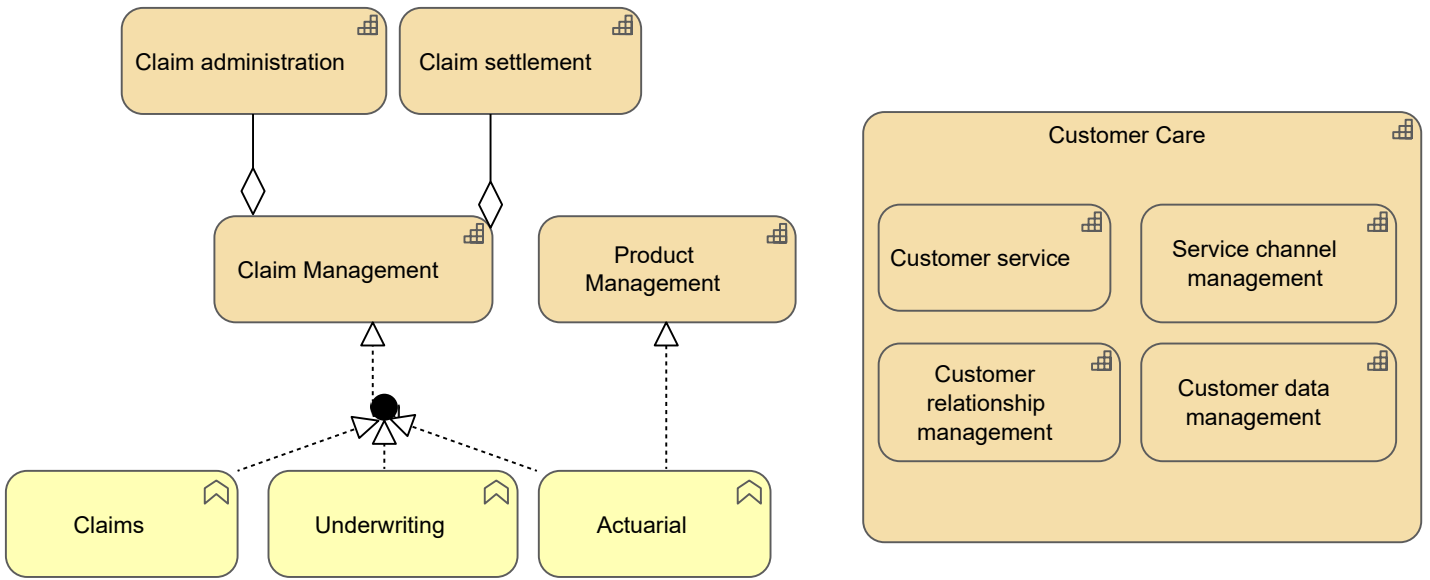 Claim administration
Claim settlement
Customer Care
Claim Management
Product
Management
Customer service
Service channel
management
Customer
relationship
management
Customer data
management
Claims
Underwriting
Actuarial